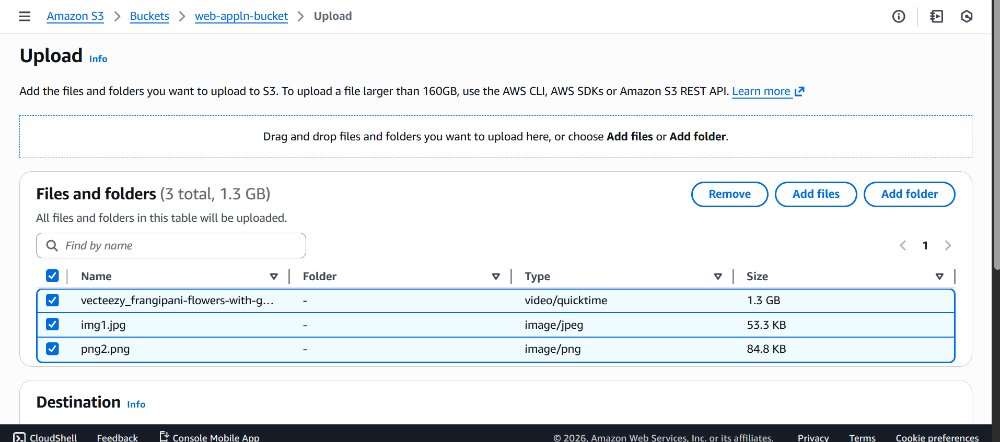 Amazon S3 > Buckets > web-appln-bucket > Upload
Upload Info
Add the files and folders you want to upload to S3. To upload a file larger than 160GB, use the AWS CLI, AWS SDKs or Amazon S3 REST API. Learn more
Drag and drop files and folders you want to upload here, or choose Add files or Add folder.
Files and folders (3 total, 1.3 GB)
Remove Add files Add folder
All files and folders in this table will be uploaded.
Find by name
1
Name Folder Type Size
vecteezy_frangipani-flowers-with-g... - video/quicktime 1.3 GB
img1.jpg - image/jpeg 53.3 KB
png2.png - image/png 84.8 KB
Destination Info
CloudShell Feedback Console Mobile App © 2026, Amazon Web Services, Inc. or its affiliates. Privacy Terms Cookie preferences